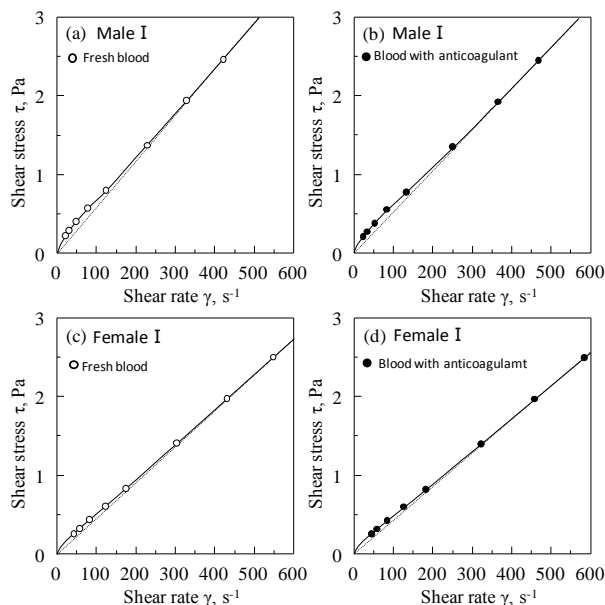 (a) Male I
Fresh blood
Shear stress τ, Pa
3
2
1
0
0 100 200 300 400 500 600
Shear rate γ, s-1
(b) Male I
Blood with anticoagulant
Shear stress τ, Pa
3
2
1
0
0 100 200 300 400 500 600
Shear rate γ, s-1
(c) Female I
Fresh blood
Shear stress τ, Pa
3
2
1
0
0 100 200 300 400 500 600
Shear rate γ, s-1
(d) Female I
Blood with anticoagulamt
Shear stress τ, Pa
3
2
1
0
0 100 200 300 400 500 600
Shear rate γ, s-1